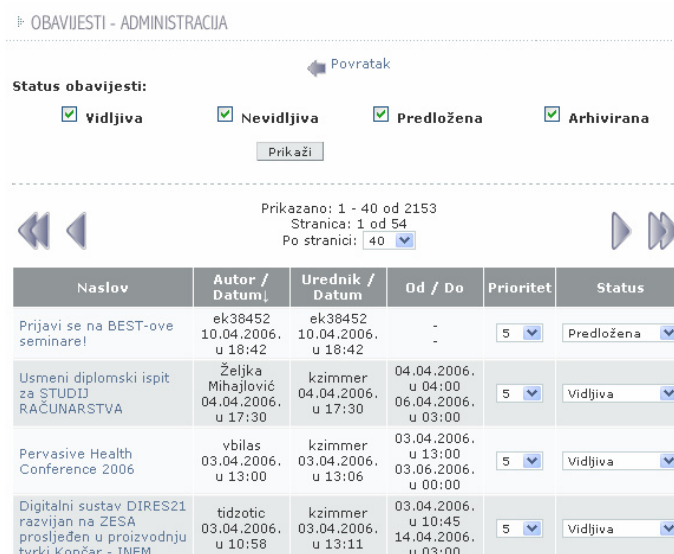 OBAVIJESTI - ADMINISTRACIJA
Povratak
Status obavijesti:
Vidljiva Nevidljiva Predložena Arhivirana
Prikaži
Prikazano: 1 - 40 od 2153
Stranica: 1 od 54
Po stranici: 40
Naslov Autor / Datum↓ Urednik / Datum Od / Do Prioritet Status
Prijavi se na BEST-ove
seminare!
ek38452
10.04.2006.
u 18:42
ek38452
10.04.2006.
u 18:42
-
-
5
Predložena
Usmeni diplomski ispit
za STUDIJ
RAČUNARSTVA
Željka
Mihajlović
04.04.2006.
u 17:30
kzimmer
04.04.2006.
u 17:30
04.04.2006.
u 04:00
06.04.2006.
u 03:00
5
Vidljiva
Pervasive Health
Conference 2006
vbilas
03.04.2006.
u 13:00
kzimmer
03.04.2006.
u 13:06
03.04.2006.
u 13:00
03.06.2006.
u 00:00
5
Vidljiva
Digitalni sustav DIRES21
razvijan na ZESA
prosljeđen u proizvodnju
tvrki Končar - INEM
tidzotic
03.04.2006.
u 10:58
kzimmer
03.04.2006.
u 13:11
03.04.2006.
u 10:45
14.04.2006.
u 03:00
5
Vidljiva